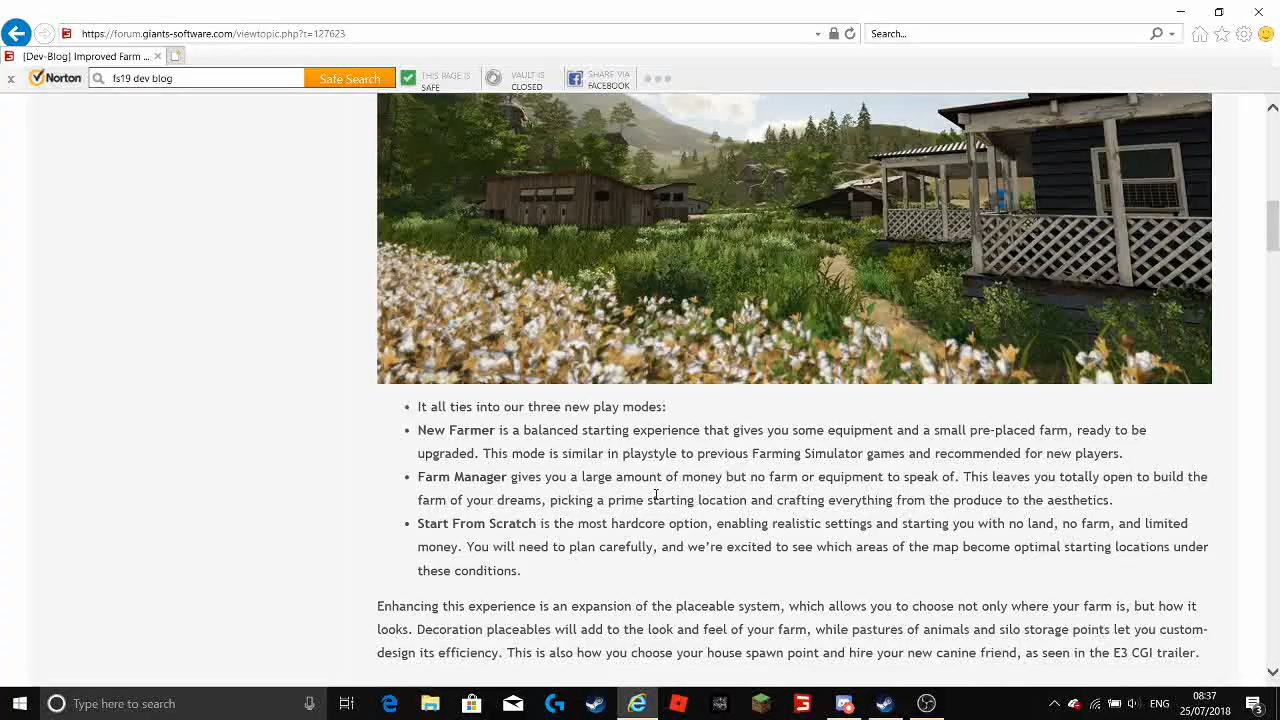 https://forum.giants-software.com/viewtopic.php?t=127623
Search...
[Dev-Blog] Improved Farm ...
x
Norton
fs19 dev blog
Safe Search
THIS PAGE IS
SAFE
VAULT IS
CLOSED
SHARE VIA
FACEBOOK
• It all ties into our three new play modes:
• New Farmer is a balanced starting experience that gives you some equipment and a small pre-placed farm, ready to be
upgraded. This mode is similar in playstyle to previous Farming Simulator games and recommended for new players.
• Farm Manager gives you a large amount of money but no farm or equipment to speak of. This leaves you totally open to build the
farm of your dreams, picking a prime starting location and crafting everything from the produce to the aesthetics.
• Start From Scratch is the most hardcore option, enabling realistic settings and starting you with no land, no farm, and limited
money. You will need to plan carefully, and we’re excited to see which areas of the map become optimal starting locations under
these conditions.
Enhancing this experience is an expansion of the placeable system, which allows you to choose not only where your farm is, but how it
looks. Decoration placeables will add to the look and feel of your farm, while pastures of animals and silo storage points let you custom-
design its efficiency. This is also how you choose your house spawn point and hire your new canine friend, as seen in the E3 CGI trailer.
Type here to search
ENG
08:37
25/07/2018
3